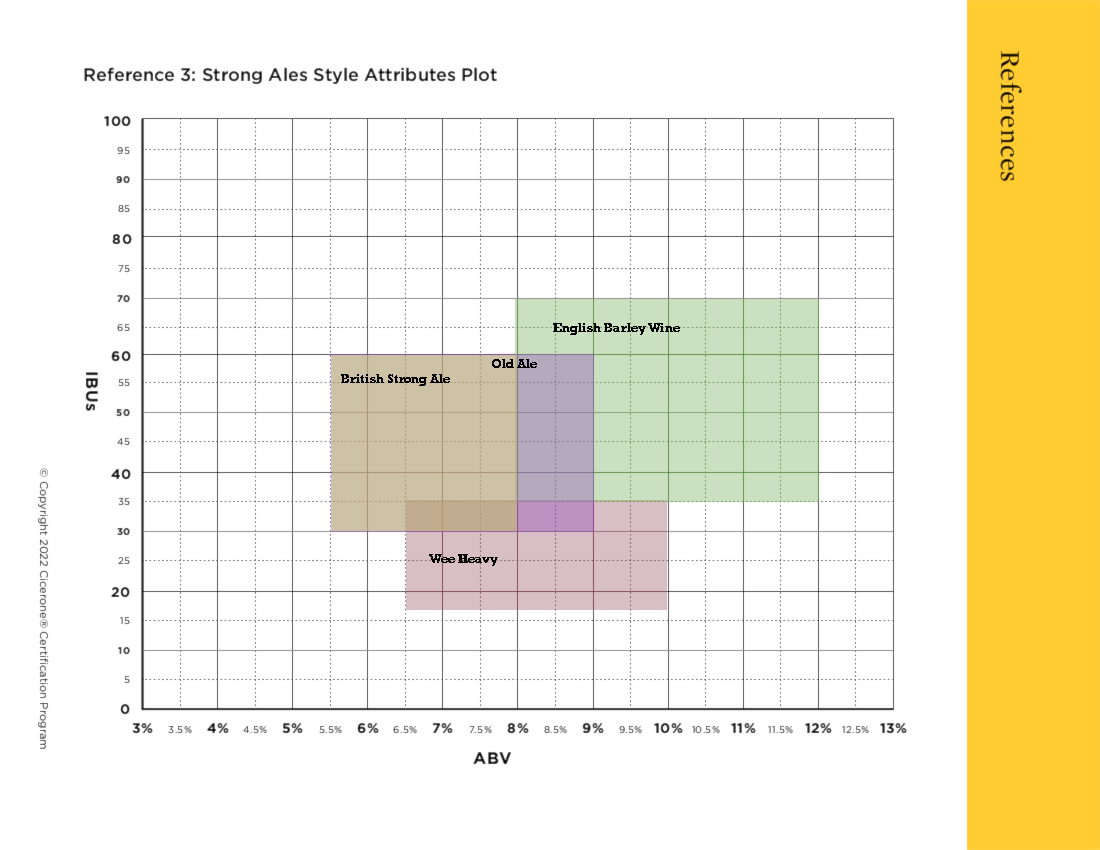 References
Reference 3: Strong Ales Style Attributes Plot
100
95
90
85
80
75
70
65
60
55
50
45
40
35
30
25
20
15
10
5
0
IBUs
English Barley Wine
Old Ale
British Strong Ale
Wee Heavy
3% 3.5% 4% 4.5% 5% 5.5% 6% 6.5% 7% 7.5% 8% 8.5% 9% 9.5% 10% 10.5% 11% 11.5% 12% 12.5% 13%
ABV
© Copyright 2022 Cicerone® Certification Program